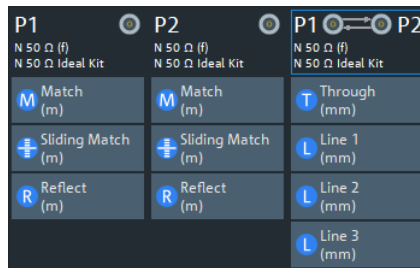 P1
N 50 Ω (f)
N 50 Ω Ideal Kit
M Match
(m)
Sliding Match
(m)
R Reflect
(m)
P2
N 50 Ω (f)
N 50 Ω Ideal Kit
M Match
(m)
Sliding Match
(m)
R Reflect
(m)
P1 P2
N 50 Ω (f)
N 50 Ω Ideal Kit
T Through
(mm)
L Line 1
(mm)
L Line 2
(mm)
L Line 3
(mm)